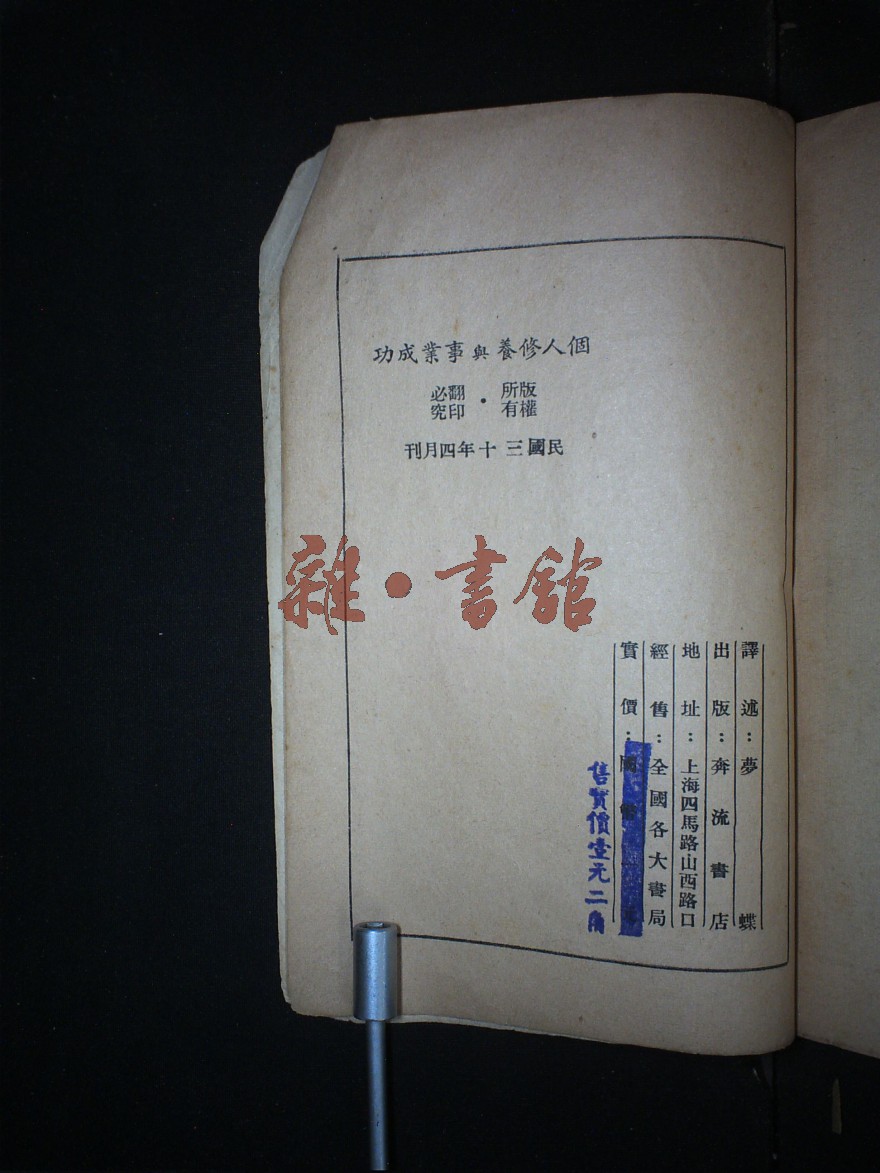 個人修養與事業成功
版權所有・翻印必究
民國三十年四月刊
雜・書館
譯述：夢蝶
出版：奔流書店
地址：上海四馬路山西路口
經售：全國各大書局
實價：國幣
售實價壹元二角